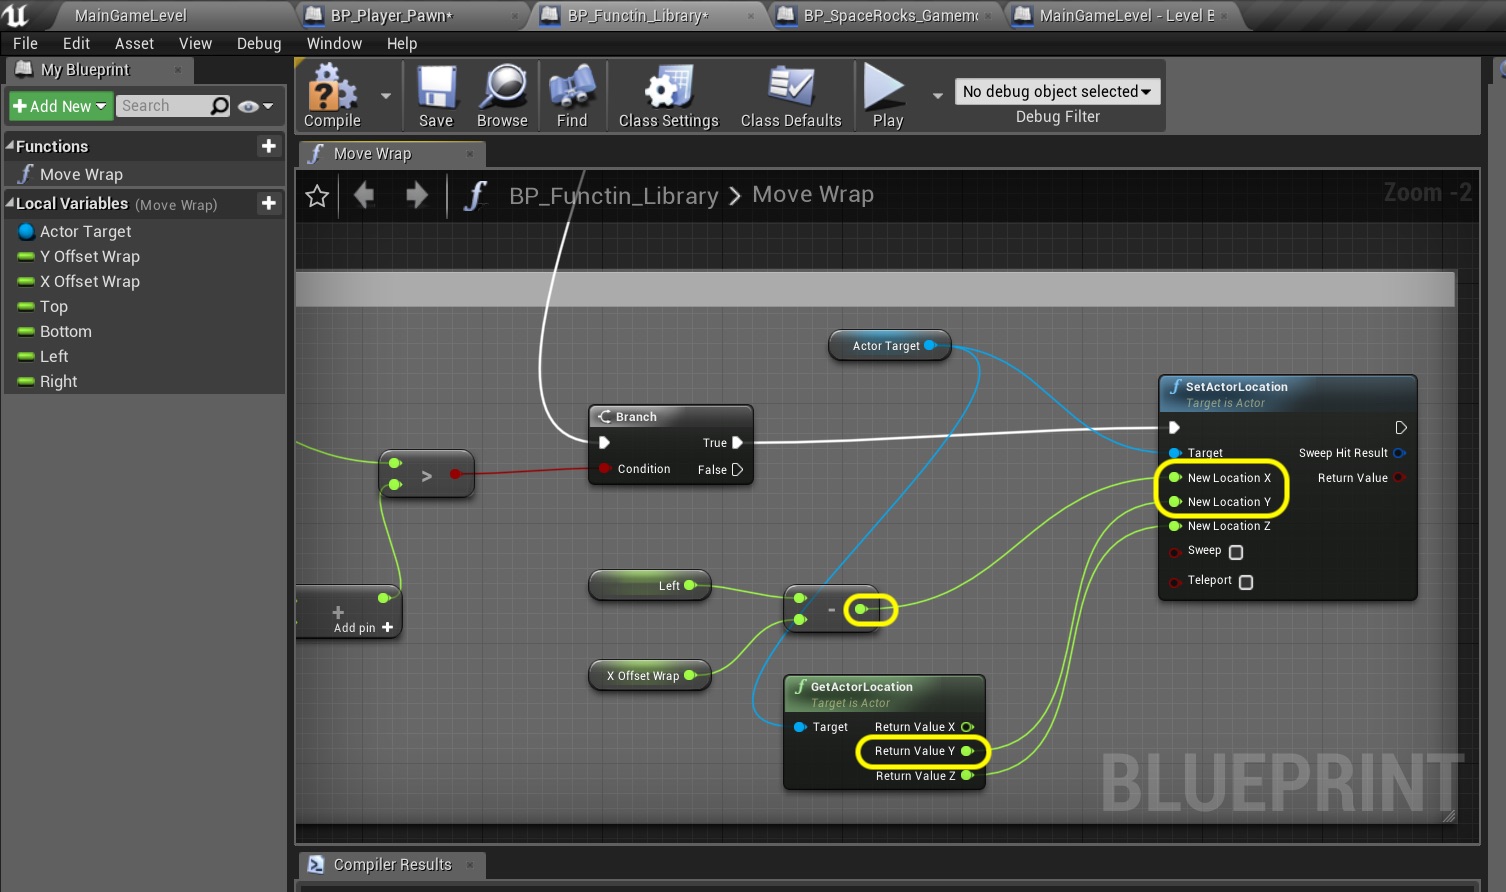 MainGameLevel
BP_Player_Pawn*
BP_Functin_Library*
BP_SpaceRocks_Gamemo
MainGameLevel - Level B
File Edit Asset View Debug Window Help
My Blueprint
Add New
Search
Functions
Move Wrap
Local Variables (Move Wrap)
Actor Target
Y Offset Wrap
X Offset Wrap
Top
Bottom
Left
Right
Compile
Save
Browse
Find
Class Settings
Class Defaults
Play
No debug object selected
Debug Filter
Move Wrap
BP_Functin_Library > Move Wrap
Zoom -2
Actor Target
SetActorLocation
Target is Actor
Target
New Location X
New Location Y
New Location Z
Sweep
Teleport
Sweep Hit Result
Return Value
Branch
True
Condition
False
>
+
Add pin +
Left
-
X Offset Wrap
GetActorLocation
Target is Actor
Target
Return Value X
Return Value Y
Return Value Z
BLUEPRINT
Compiler Results